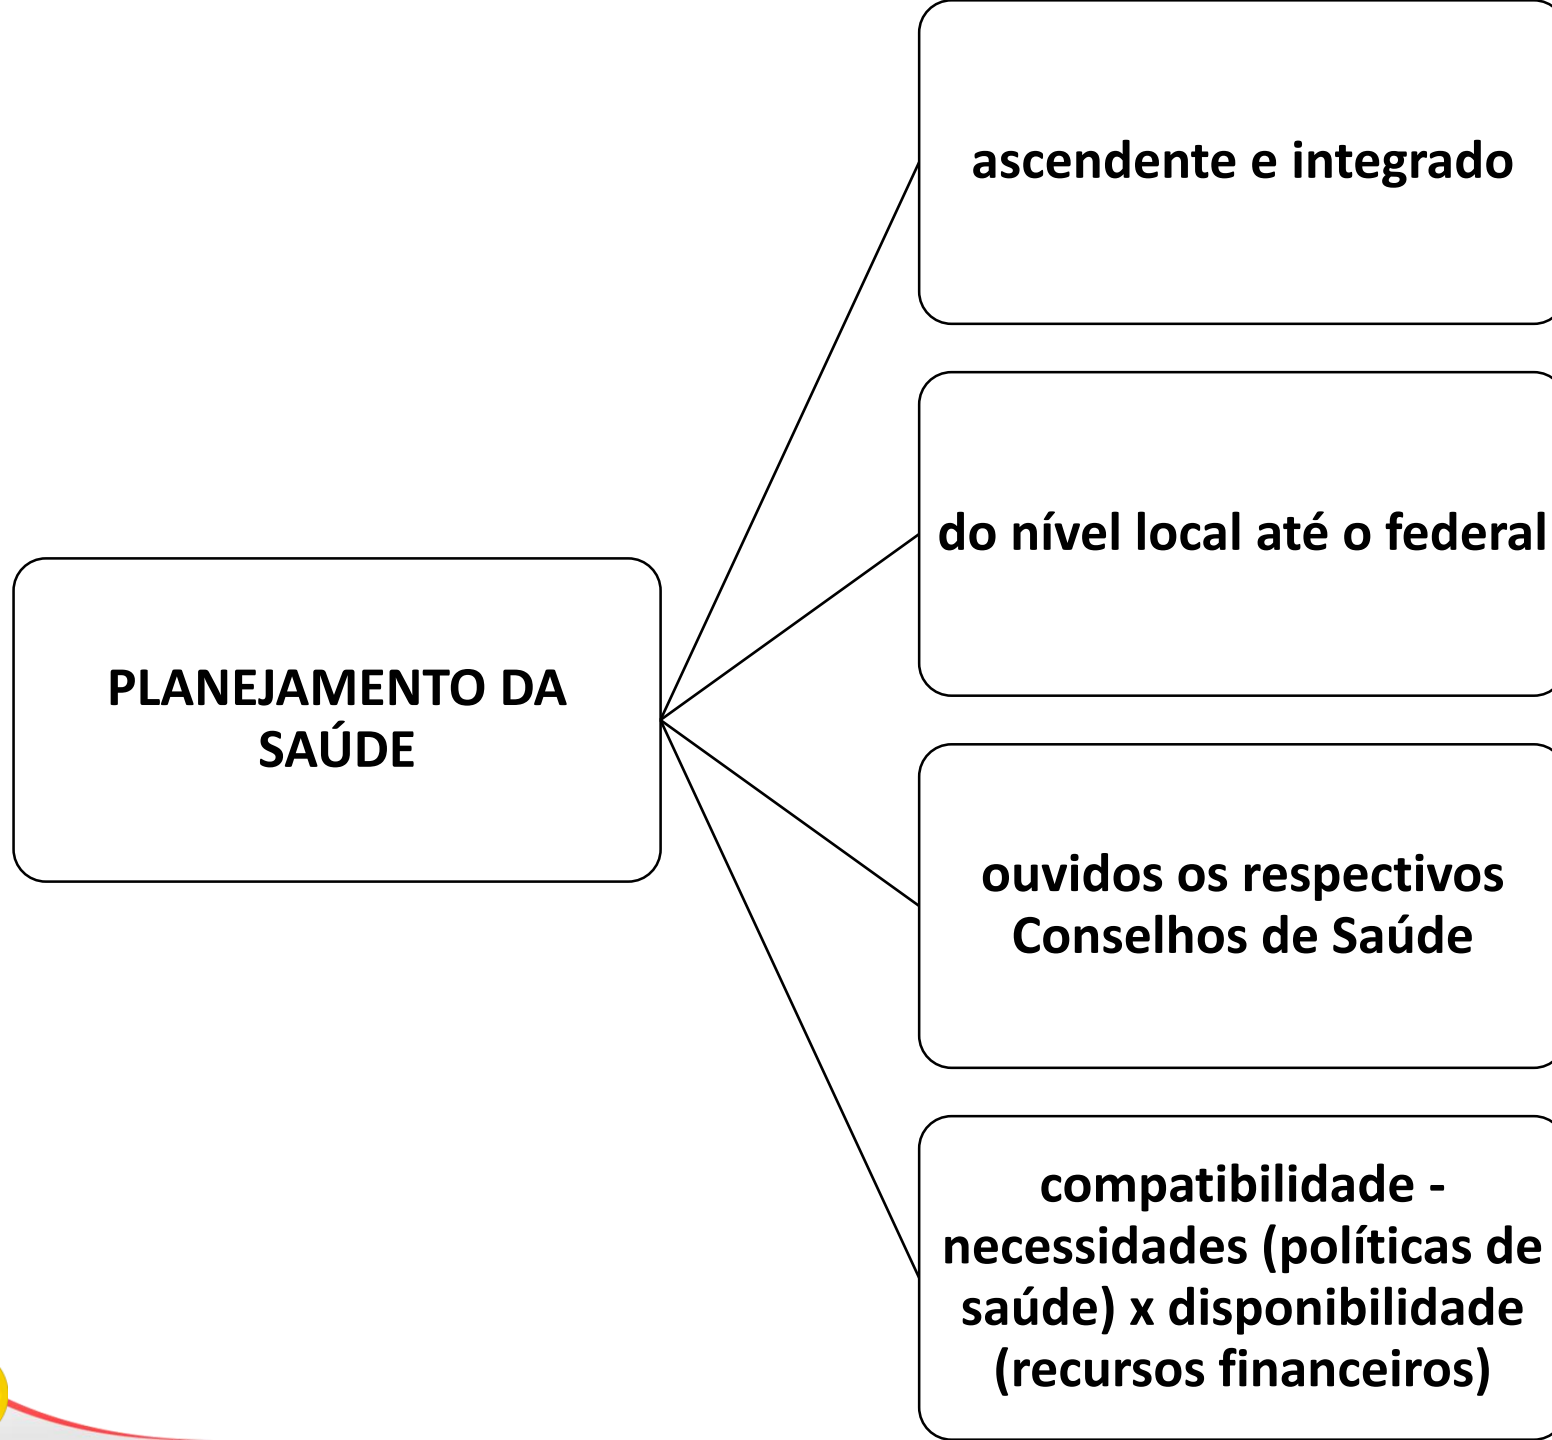 ascendente e integrado
do nível local até o federal
PLANEJAMENTO DA
SAÚDE
ouvidos os respectivos
Conselhos de Saúde
compatibilidade -
necessidades (políticas de
saúde) x disponibilidade
(recursos financeiros)